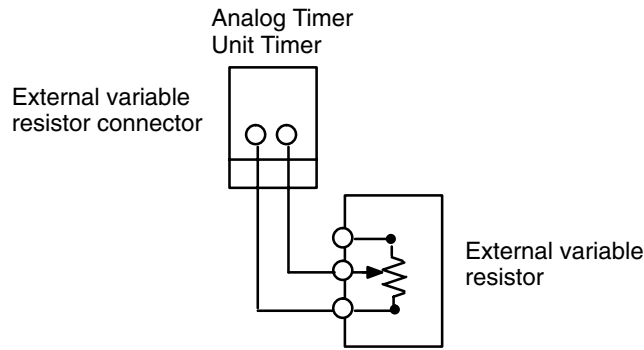 Analog Timer
Unit Timer
External variable
resistor connector
External variable
resistor